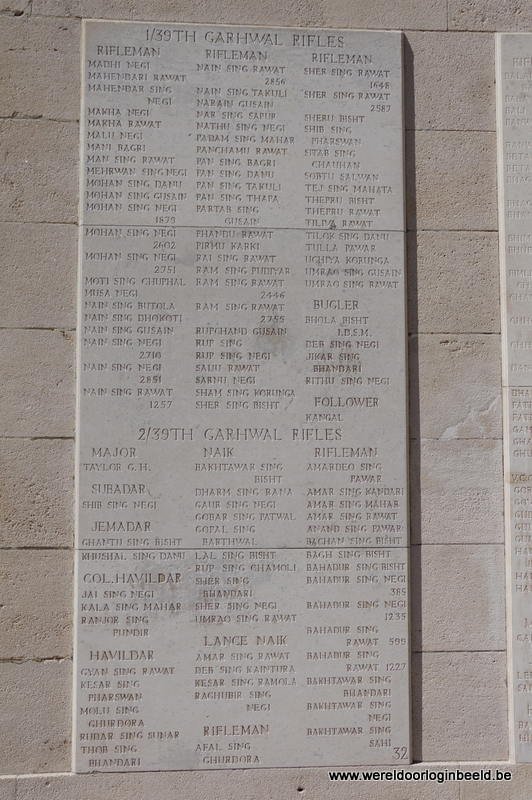 1/39TH GARHWAL RIFLES
RIFLEMAN
MADHI NEGI
MAHENDARI RAWAT
MAHENDAR SING
NEGI
MAKHA NEGI
MAKHA RAWAT
MALU NEGI
MANI BAGRI
MAN SING RAWAT
MEHRWAN SING NEGI
MOHAN SING DANU
MOHAN SING GUSAIN
MOHAN SING NEGI
1879
MOHAN SING NEGI
2602
MOHAN SING NEGI
2751
MOTI SING CHUPHAL
MUSA NEGI
NAIN SING BUTOLA
NAIN SING DHOKOTI
NAIN SING GUSAIN
NAIN SING NEGI
2710
NAIN SING NEGI
2851
NAIN SING RAWAT
1257
RIFLEMAN
NAIN SING RAWAT
2856
NAIN SING TAKULI
NARAIN GUSAIN
NAR SING SAPUR
NATHU SING NEGI
PADAM SING MAHAR
PANCHAMU RAWAT
PAN SING BAGRI
PAN SING DANU
PAN SING TAKULI
PAN SING THAPA
PARTAB SING
GUSAIN
PHANDU RAWAT
PIRMU KARKI
RAI SING RAWAT
RAM SING PUDIYAR
RAM SING RAWAT
2446
RAM SING RAWAT
2755
RUPCHAND GUSAIN
RUP SING
RUP SING NEGI
SAUU RAWAT
SARNU NEGI
SHAM SING KORUNGA
SHER SING BISHT
RIFLEMAN
SHER SING RAWAT
1648
SHER SING RAWAT
2587
SHERU BISHT
SHIB SING
PHARSWAN
SITAB SING
CHAUHAN
SOBTU SALWAN
TEJ SING MAHATA
THEPRU BISHT
THEPRU RAWAT
TILJA RAWAT
TILOK SING DANU
TULLA PAWAR
UCHIYA KORUNGA
UMRAO SING GUSAIN
UMRAO SING RAWAT
BUGLER
BHOLA BISHT
I.D.S.M.
DEB SING NEGI
JIKAR SING
BHANDARI
RITHU SING NEGI
FOLLOWER
KANGAL
2/39TH GARHWAL RIFLES
MAJOR
TAYLOR G. H.
SUBADAR
SHIB SING NEGI
JEMADAR
GHANTU SING BISHT
KHUSHAL SING DANU
COL. HAVILDAR
JAI SING NEGI
KALA SING MAHAR
RANJOR SING
PUNDIR
HAVILDAR
GYAN SING RAWAT
KESAR SING
PHARSWAN
MOLU SING
GHURDORA
RUDAR SING SUNAR
THOB SING
BHANDARI
NAIK
BAKHTAWAR SING
BISHT
DHARM SING RANA
GAUR SING NEGI
GOBAR SING PATWAL
GOPAL SING
BARTHWAL
LAL SING BISHT
RUP SING CHAMOLI
SHER SING
BHANDARI
SHER SING NEGI
UMRAO SING RAWAT
LANCE NAIK
AMAR SING RAWAT
DEB SING KAINTURA
KESAR SING RAMOLA
RAGHUBIR SING
NEGI
RIFLEMAN
AFAL SING
GHURDORA
RIFLEMAN
AMARDEO SING
PAWAR
AMAR SING KANDARI
AMAR SING MAHAR
AMAR SING RAWAT
ANAND SING PAWAR
BACHAN SING BISHT
BAGH SING BISHT
BAHADUR SING BISHT
BAHADUR SING NEGI
385
BAHADUR SING NEGI
1235
BAHADUR SING
RAWAT 599
BAHADUR SING
RAWAT 1227
BAKHTAWAR SING
BHANDARI
BAKHTAWAR SING
NEGI
BAKHTAWAR SING
SAHI
32
www.wereldoorloginbeeld.be